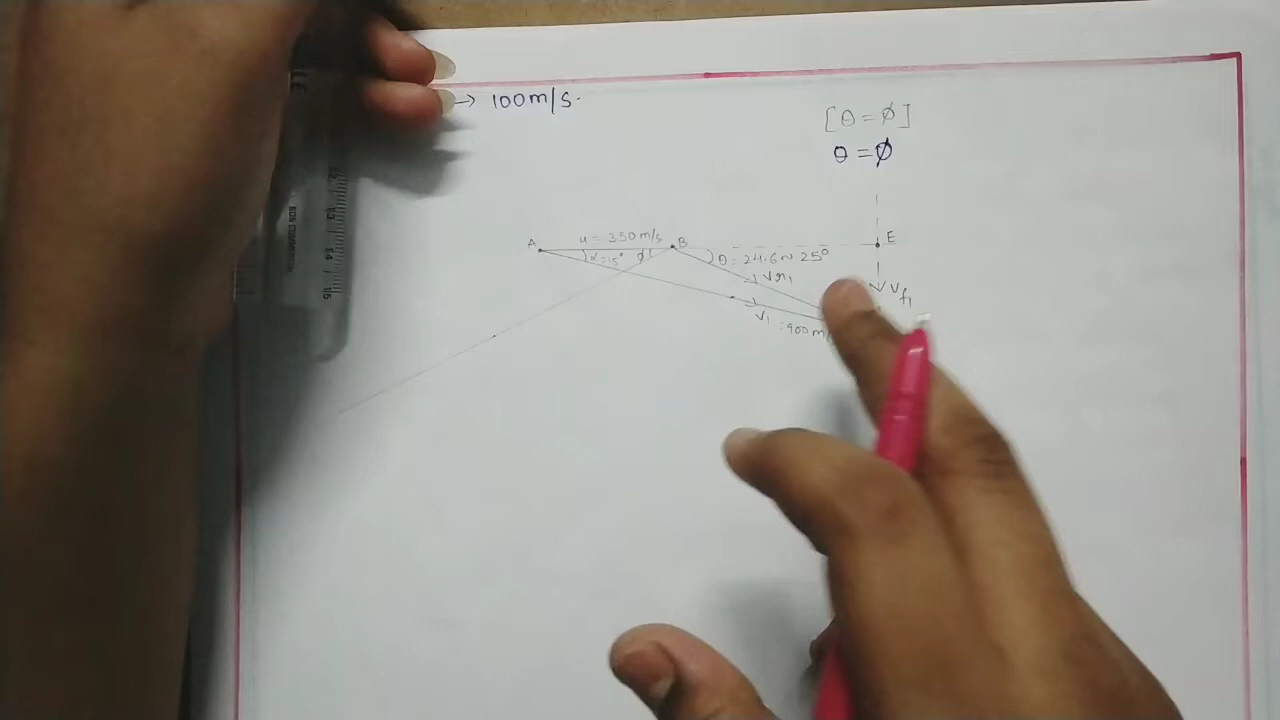 → 100m/s.
[θ = ϕ]
θ = ϕ
A u = 350 m/s B E
α=15° ϕ θ = 24.6 ~ 25°
Vr1
Vf1
V1 = 900 m/